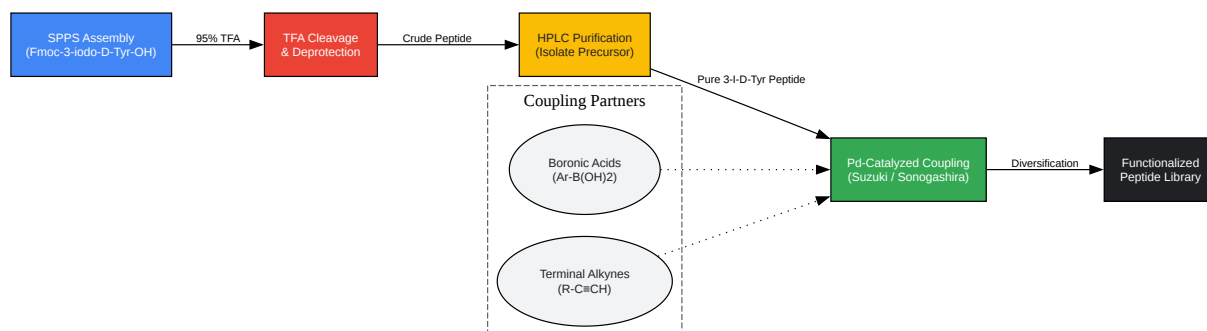 SPPS Assembly
(Fmoc-3-iodo-D-Tyr-OH)
95% TFA
TFA Cleavage
& Deprotection
Crude Peptide
HPLC Purification
(Isolate Precursor)
Pure 3-I-D-Tyr Peptide
Coupling Partners
Boronic Acids
(Ar-B(OH)2)
Terminal Alkynes
(R-C≡CH)
Pd-Catalyzed Coupling
(Suzuki / Sonogashira)
Diversification
Functionalized
Peptide Library